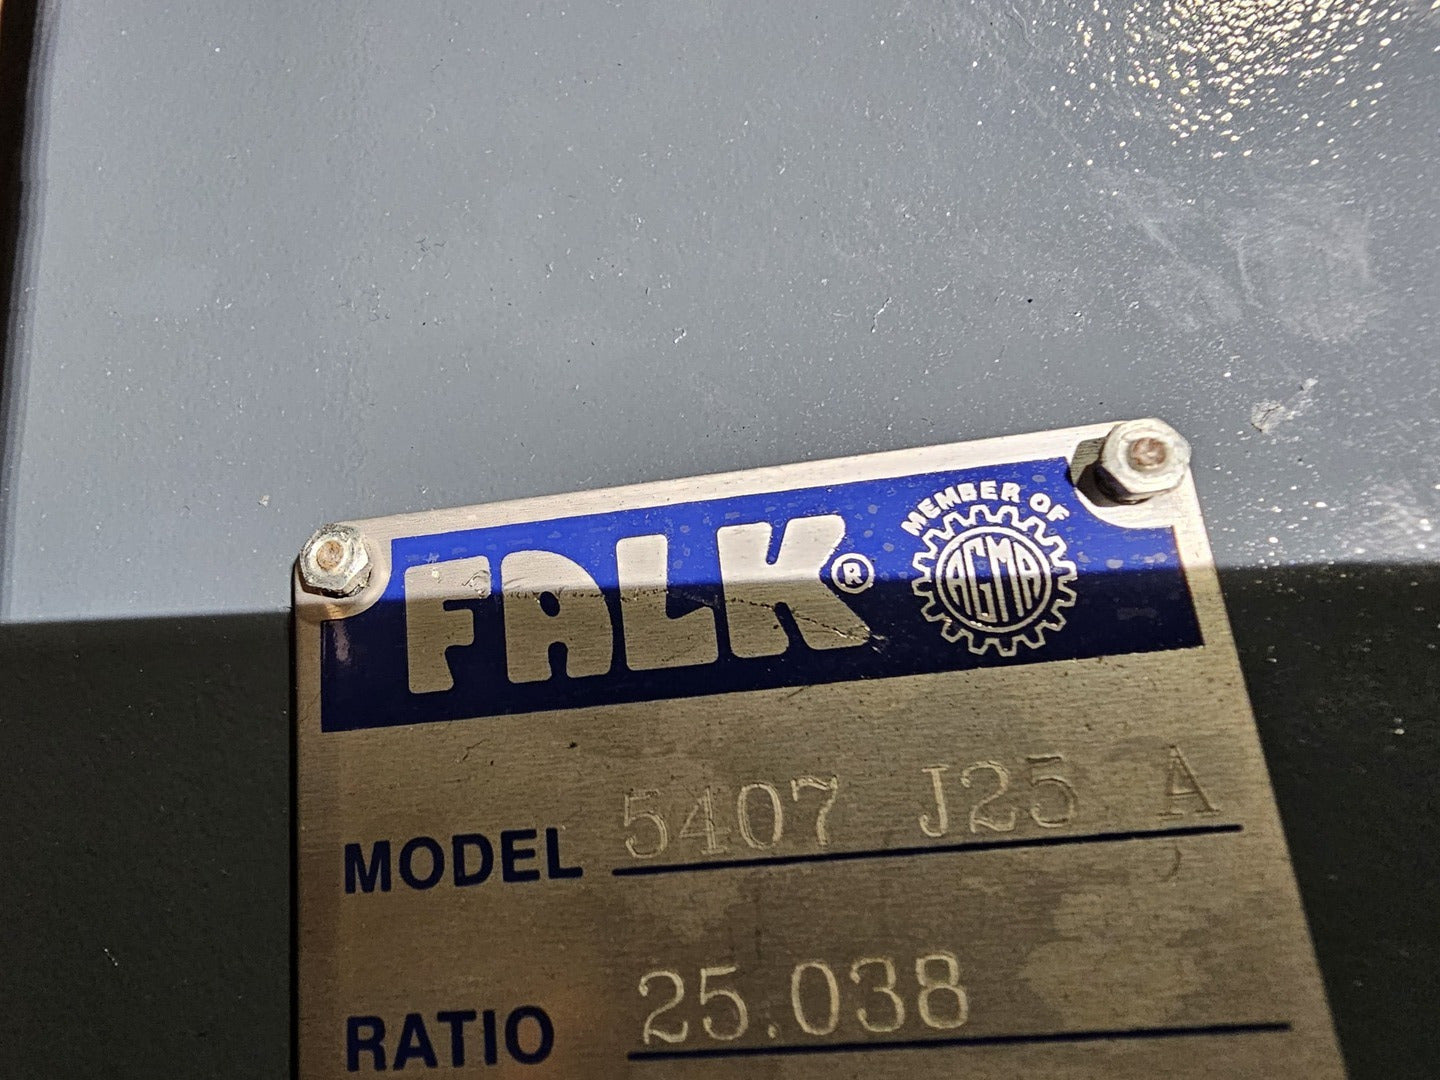 FALK®
MEMBER OF
AGMA
MODEL 5407 J25 A
RATIO 25.038